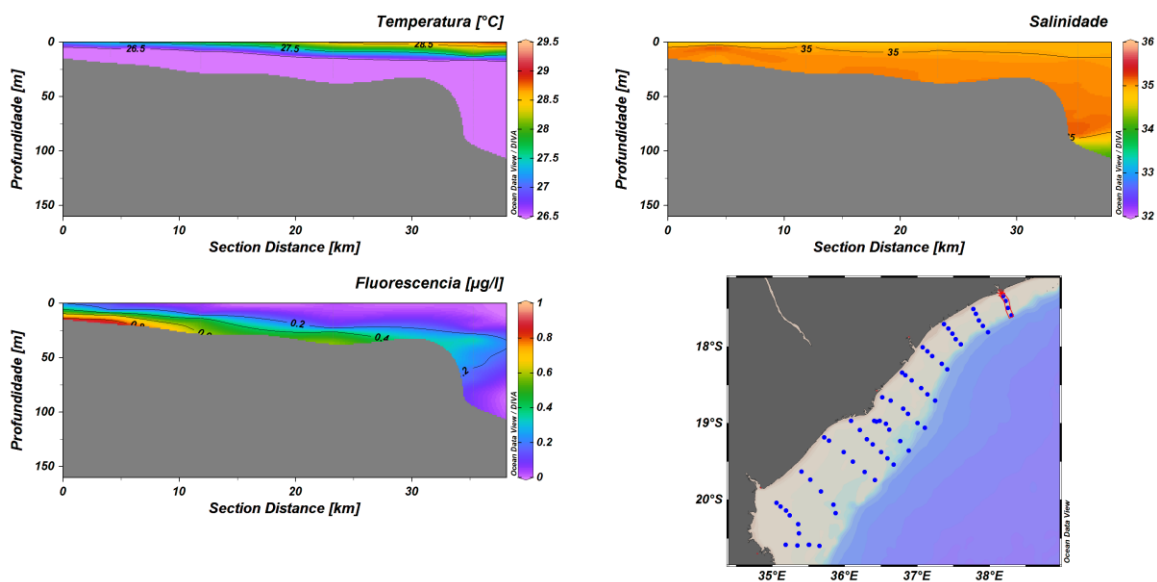 Temperatura [°C]
0
50
100
150
Profundidade [m]
26.5
27.5
28.5
29.5
29
28.5
28
27.5
27
26.5
Ocean Data View / DIVA
0 10 20 30
Section Distance [km]
Salinidade
0
50
100
150
Profundidade [m]
35
35
36
35
34
33
32
Ocean Data View / DIVA
0 10 20 30
Section Distance [km]
Fluorescencia [µg/l]
0
50
100
150
Profundidade [m]
0.2
0.4
1
0.8
0.6
0.4
0.2
0
Ocean Data View / DIVA
0 10 20 30
Section Distance [km]
18°S
19°S
20°S
35°E 36°E 37°E 38°E
Ocean Data View